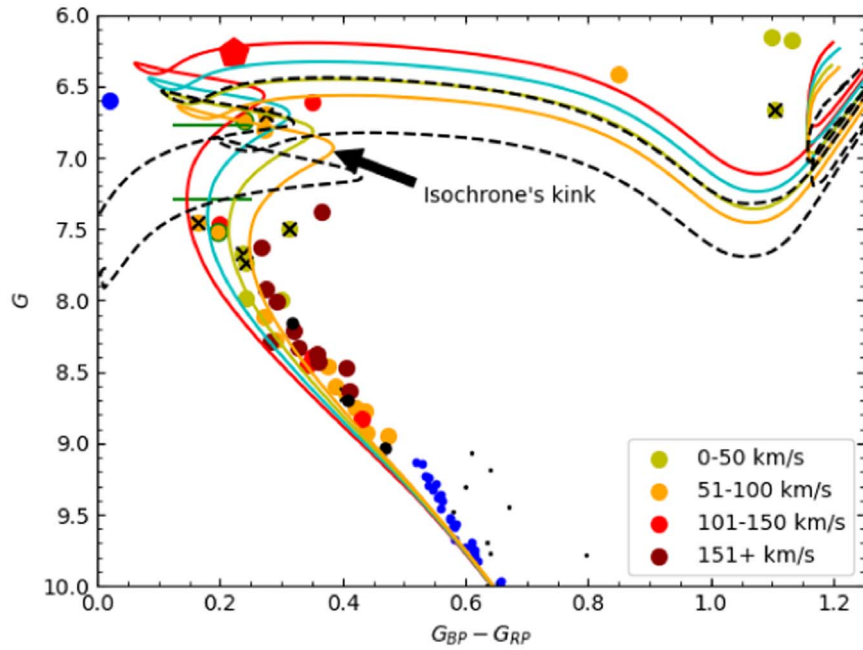 6.0
6.5
7.0
7.5
8.0
8.5
9.0
9.5
10.0
G
Isochrone's kink
0-50 km/s
51-100 km/s
101-150 km/s
151+ km/s
0.0 0.2 0.4 0.6 0.8 1.0 1.2
G_BP − G_RP